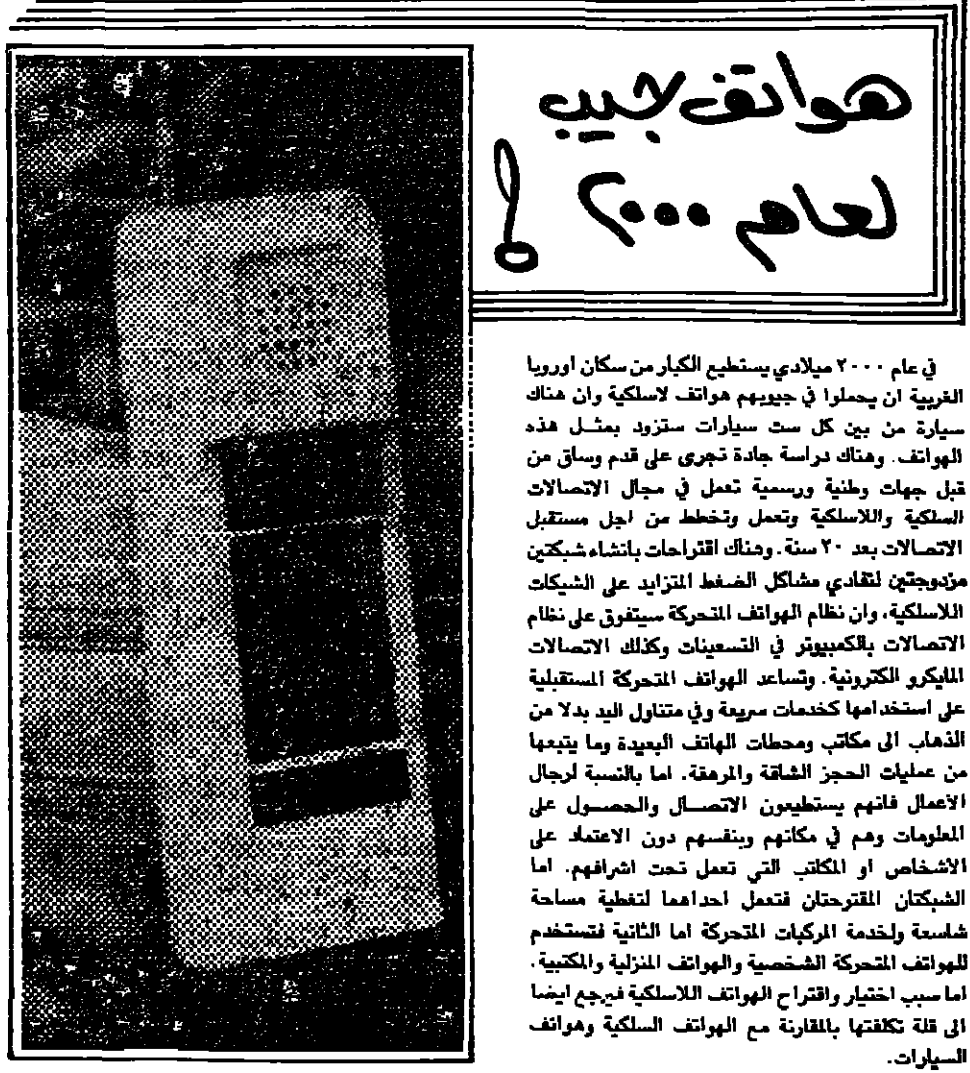 هواتف جيب
لعام ٢٠٠٠ !
في عام ٢٠٠٠ ميلادي يستطيع الكبار من سكان اوروبا
الغربية ان يحملوا في جيوبهم هواتف لاسلكية وان هناك
سيارة من بين كل ست سيارات ستزود بمثل هذه
الهواتف. وهناك دراسة جادة تجرى على قدم وساق من
قبل جهات وطنية ورسمية تعمل في مجال الاتصالات
السلكية واللاسلكية وتعمل وتخطط من اجل مستقبل
الاتصالات بعد ٢٠ سنة. وهناك اقتراحات بانشاء شبكتين
مزدوجتين لتفادي مشاكل الضغط المتزايد على الشبكات
اللاسلكية، وان نظام الهواتف المتحركة سيتفوق على نظام
الاتصالات بالكمبيوتر في التسعينات وكذلك الاتصالات
المايكرو الكترونية. وتساعد الهواتف المتحركة المستقبلية
على استخدامها كخدمات سريعة وفي متناول اليد بدلا من
الذهاب الى مكاتب ومحطات الهاتف البعيدة وما يتبعها
من عمليات الحجز الشاقة والمرهقة. اما بالنسبة لرجال
الأعمال فانهم يستطيعون الاتصال والحصول على
المعلومات وهم في مكانهم وبنفسهم دون الاعتماد على
الاشخاص او المكاتب التي تعمل تحت اشرافهم. اما
الشبكتان المقترحتان فتعمل احداهما لتغطية مساحة
شاسعة ولخدمة المركبات المتحركة اما الثانية فتستخدم
للهواتف المتحركة الشخصية والهواتف المنزلية والمكتبية.
اما سبب اختيار واقتراح الهواتف اللاسلكية فيرجع ايضا
الى قلة تكلفتها بالمقارنة مع الهواتف السلكية وهواتف
السيارات.